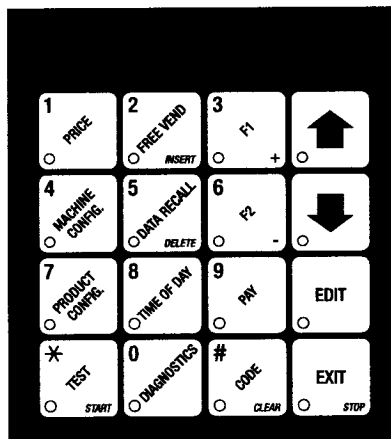 1 PRICE
2 FREE VEND INSERT
3 F1 +
4 MACHINE CONFIG.
5 DATA RECALL DELETE
6 F2 -
7 PRODUCT CONFIG.
8 TIME OF DAY
9 PAY
EDIT
* TEST START
0 DIAGNOSTICS
# CODE CLEAR
EXIT STOP